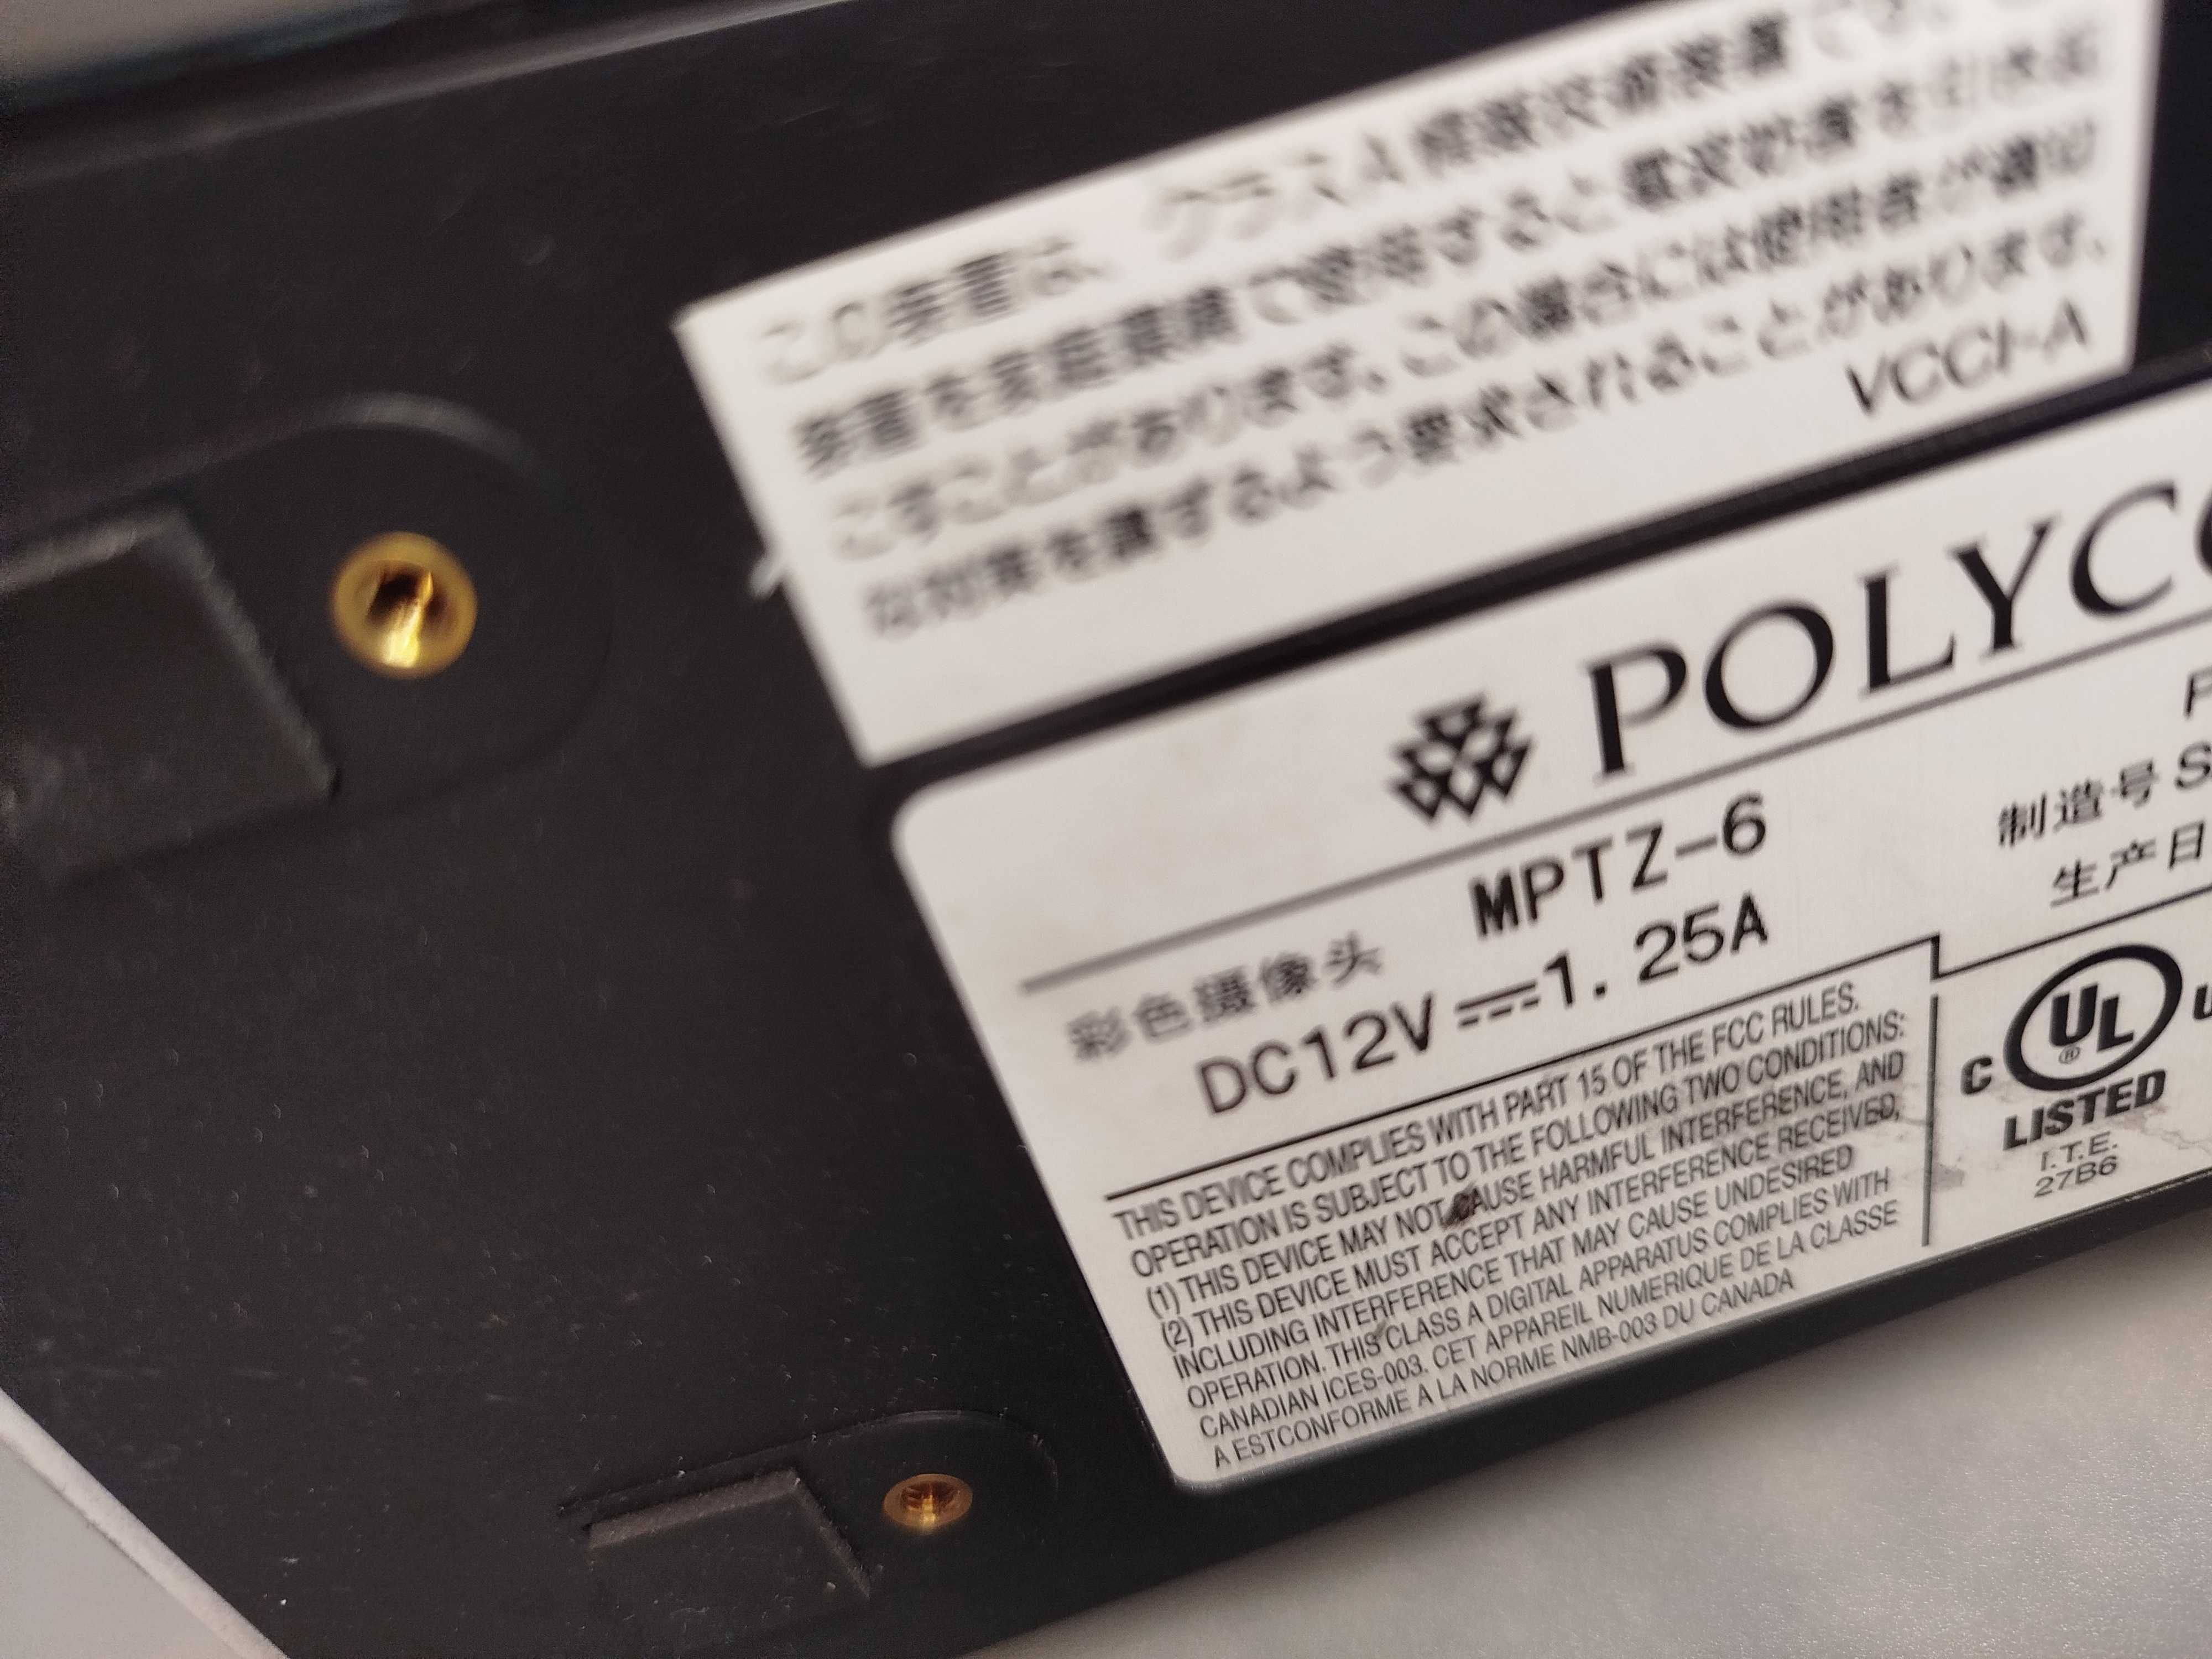 この装置は、クラスA情報技術装置です。
装置を家庭環境で使用すると電波妨害を引き起
こすことがあります。この場合には使用者が適切
な対策を講ずるよう要求されることがあります。
VCCI-A
POLYC
彩色摄像头 MPTZ-6
制造号 S
DC12V⎓1.25A
生产日
THIS DEVICE COMPLIES WITH PART 15 OF THE FCC RULES.
OPERATION IS SUBJECT TO THE FOLLOWING TWO CONDITIONS:
(1) THIS DEVICE MAY NOT CAUSE HARMFUL INTERFERENCE, AND
(2) THIS DEVICE MUST ACCEPT ANY INTERFERENCE RECEIVED,
INCLUDING INTERFERENCE THAT MAY CAUSE UNDESIRED
OPERATION. THIS CLASS A DIGITAL APPARATUS COMPLIES WITH
CANADIAN ICES-003. CET APPAREIL NUMERIQUE DE LA CLASSE
A ESTCONFORME A LA NORME NMB-003 DU CANADA
C UL ® U
LISTED
I.T.E.
27B6